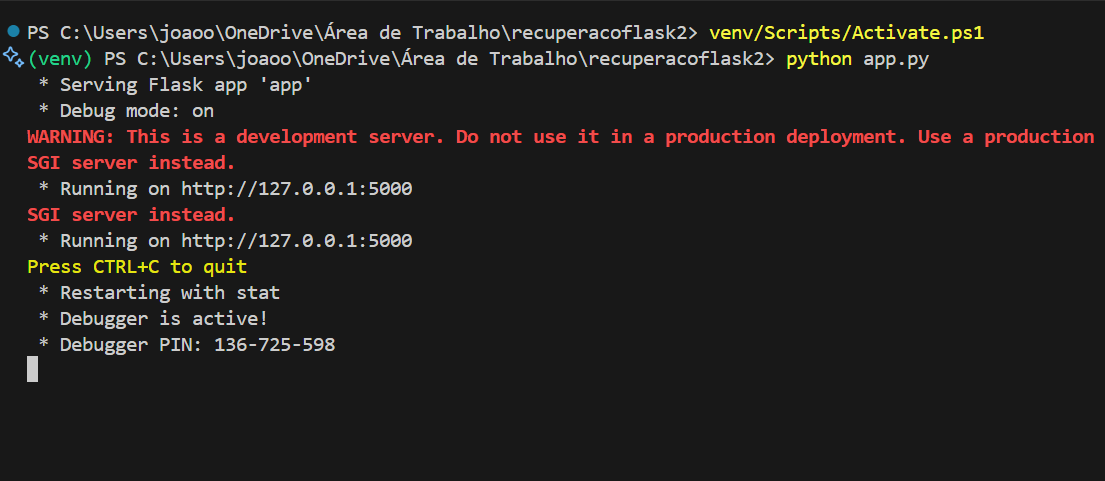 PS C:\Users\joaoo\OneDrive\Área de Trabalho\recuperacoflask2> venv/Scripts/Activate.ps1
(venv) PS C:\Users\joaoo\OneDrive\Área de Trabalho\recuperacoflask2> python app.py
 * Serving Flask app 'app'
 * Debug mode: on
WARNING: This is a development server. Do not use it in a production deployment. Use a production
SGI server instead.
 * Running on http://127.0.0.1:5000
SGI server instead.
 * Running on http://127.0.0.1:5000
Press CTRL+C to quit
 * Restarting with stat
 * Debugger is active!
 * Debugger PIN: 136-725-598